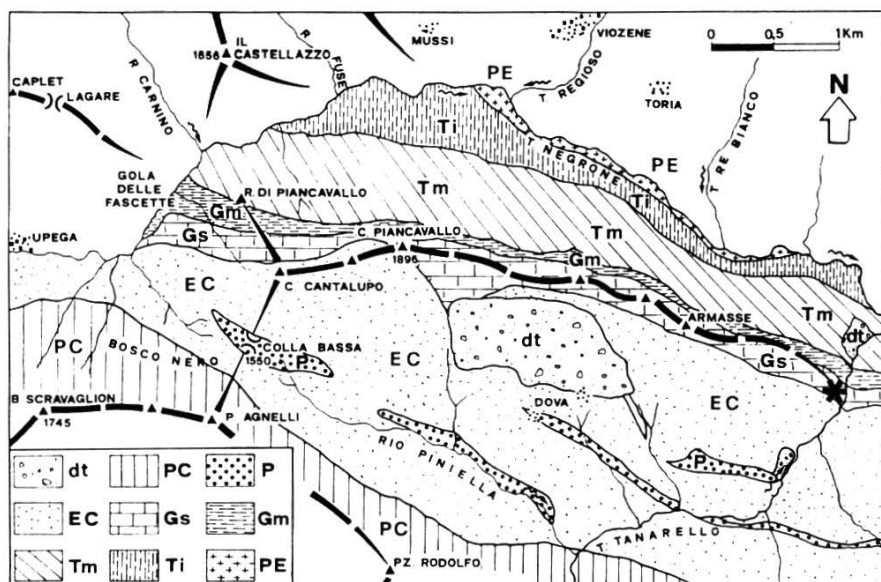 R. CARNINO
IL
1656 CASTELLAZZO
R. FUSE
MUSSI
VIOZENE
0 0,5 1Km
CAPLET
LAGARE
PE
T. REGIOSO
TORIA
N
T. RE BIANCO
Ti
T. NEGRONE
PE
Ti
GOLA
DELLE
FASCETTE
R. DI PIANCAVALLO
Tm
Gm
Tm
UPEGA
Gs
C. PIANCAVALLO
1896
Gm
EC
C. CANTALUPO
ARMASSE
Tm
dt
dt
Gs
PC
BOSCO NERO
COLLA BASSA
1550
P
EC
EC
DOVA
B SCRAVAGLION
1745
P. AGNELLI
RIO PINIELLA
P
T. TANARELLO
PC
PZ. RODOLFO
dt PC P
EC Gs Gm
Tm Ti PE